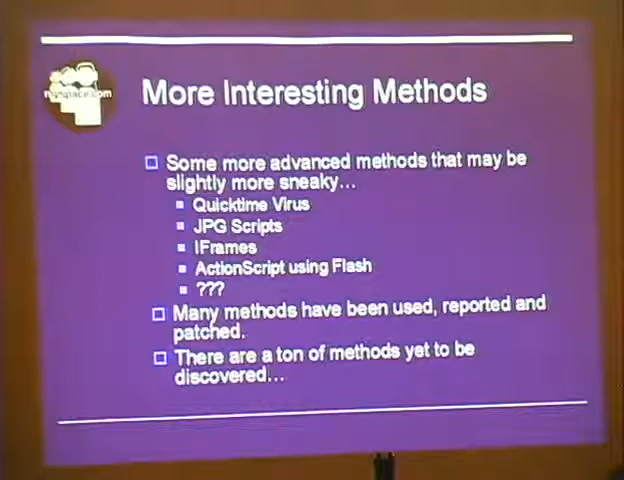 myspace.com
More Interesting Methods
Some more advanced methods that may be
slightly more sneaky...
Quicktime Virus
JPG Scripts
IFrames
ActionScript using Flash
???
Many methods have been used, reported and
patched.
There are a ton of methods yet to be
discovered...